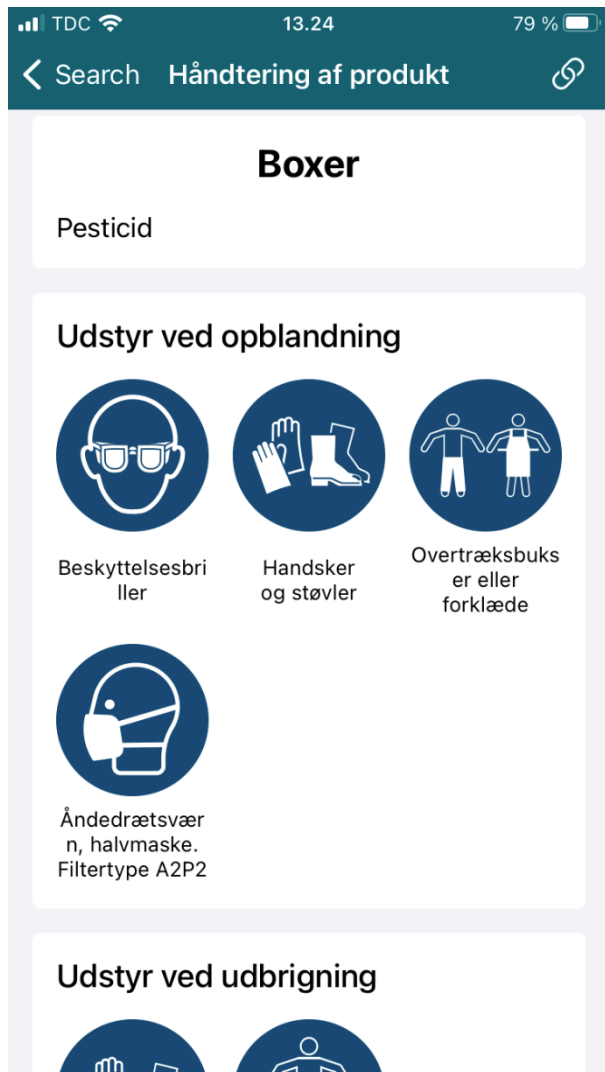 TDC 13.24 79 %
Search Håndtering af produkt
Boxer
Pesticid
Udstyr ved opblandning
Beskyttelsesbri
ller
Handsker
og støvler
Overtræksbuks
er eller
forklæde
Åndedrætsvær
n, halvmaske.
Filtertype A2P2
Udstyr ved udbrigning